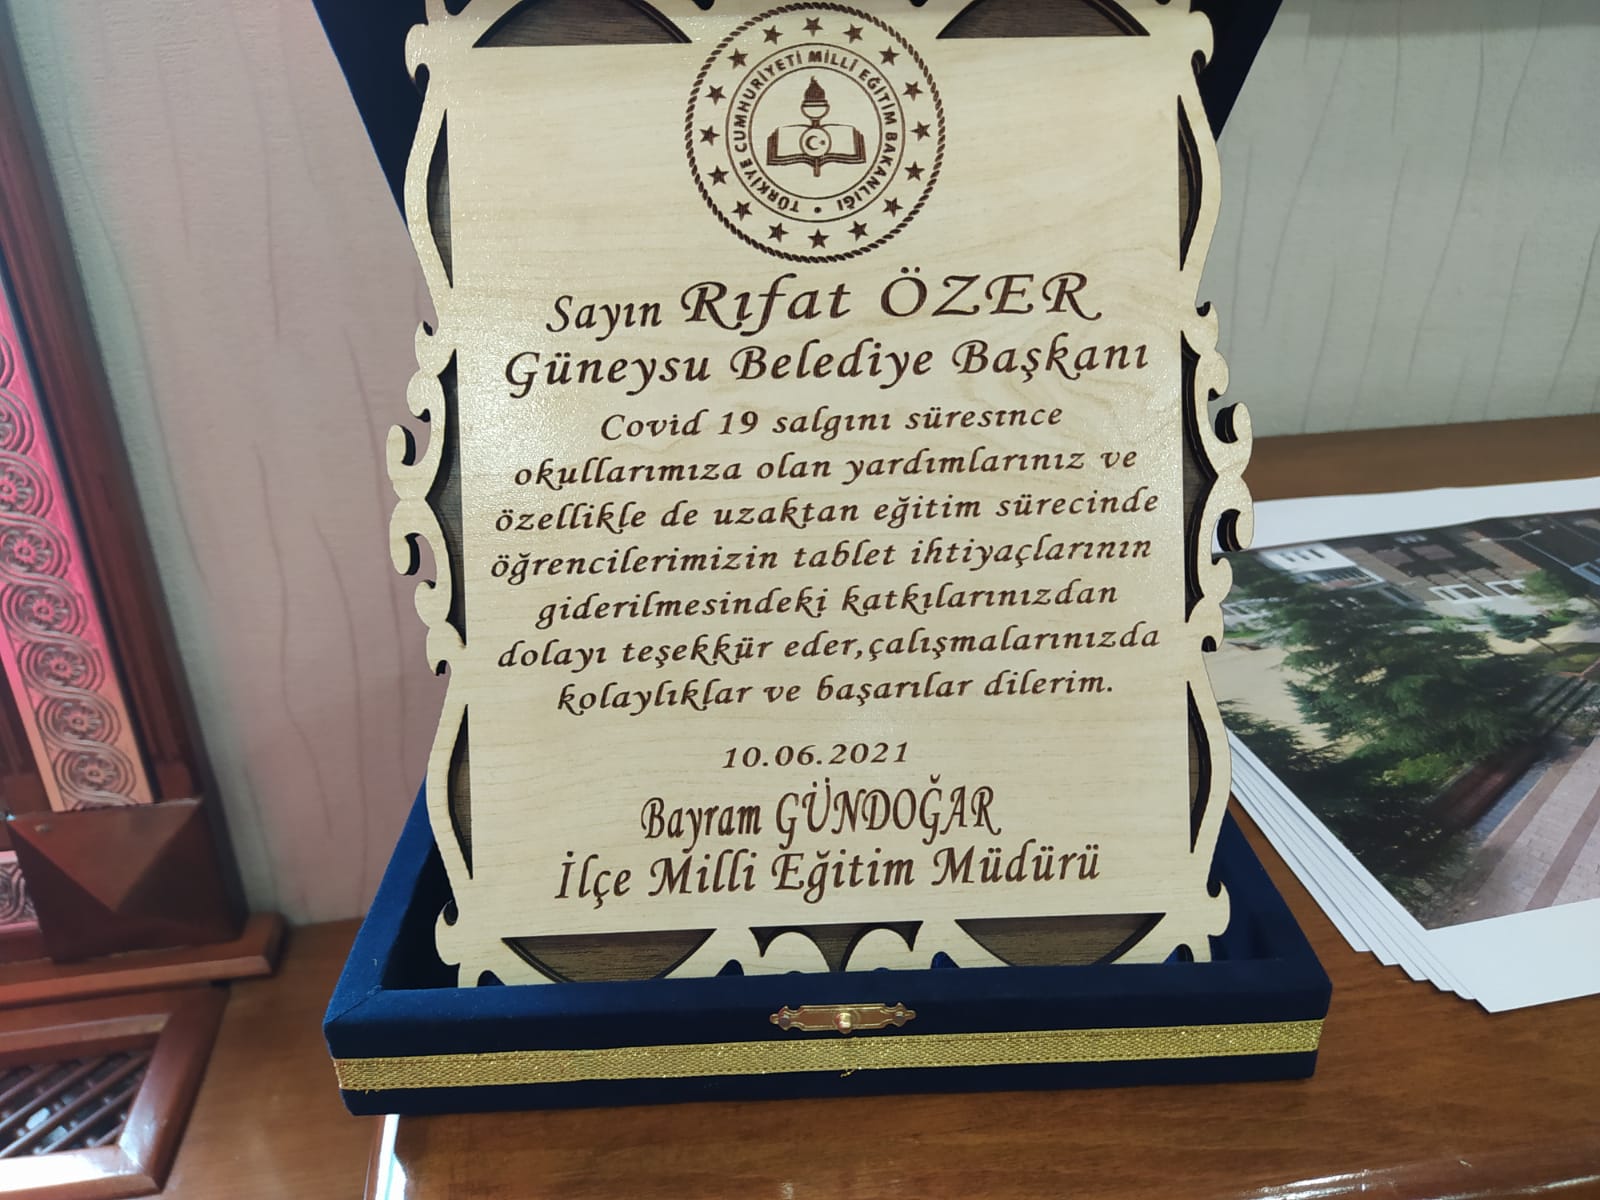 TÜRKİYE CUMHURİYETİ MİLLİ EĞİTİM BAKANLIĞI
Sayın Rıfat ÖZER
Güneysu Belediye Başkanı
Covid 19 salgını süresınce
okullarımıza olan yardımlarınız ve
özellikle de uzaktan eğitim sürecinde
öğrencilerimizin tablet ihtiyaçlarının
giderilmesindeki katkılarınızdan
dolayı teşekkür eder,çalışmalarınızda
kolaylıklar ve başarılar dilerim.
10.06.2021
Bayram GÜNDOĞAR
İlçe Milli Eğitim Müdürü